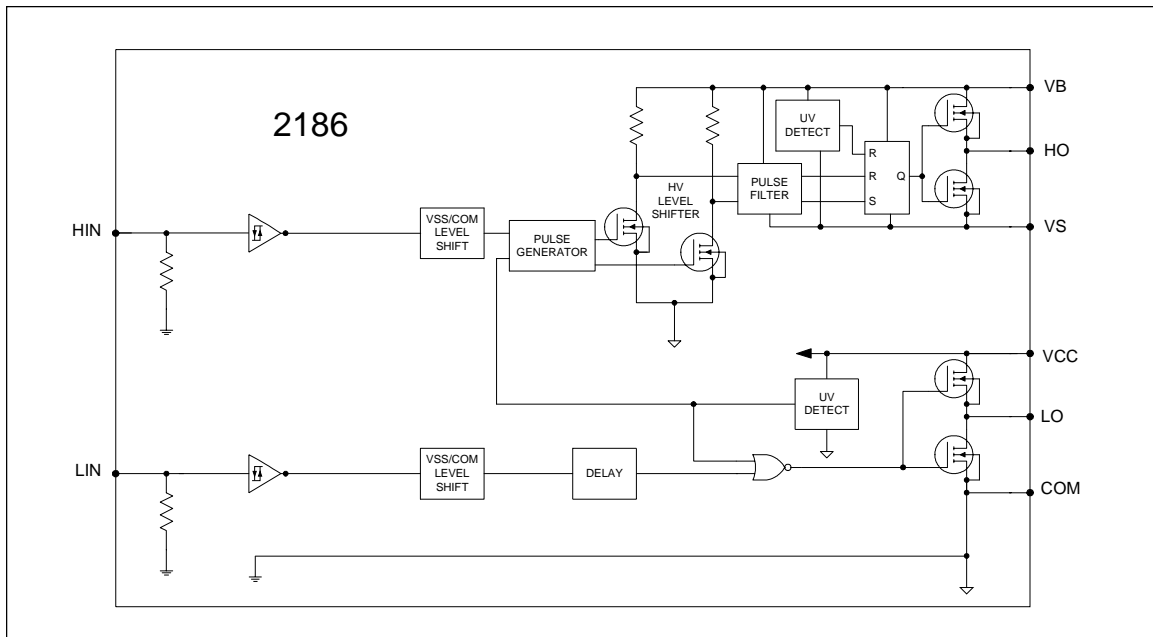 2186
VB
UV
DETECT
HO
R
R
Q
S
PULSE
FILTER
HV
LEVEL
SHIFTER
VS
HIN
VSS/COM
LEVEL
SHIFT
PULSE
GENERATOR
VCC
UV
DETECT
LO
LIN
VSS/COM
LEVEL
SHIFT
DELAY
COM